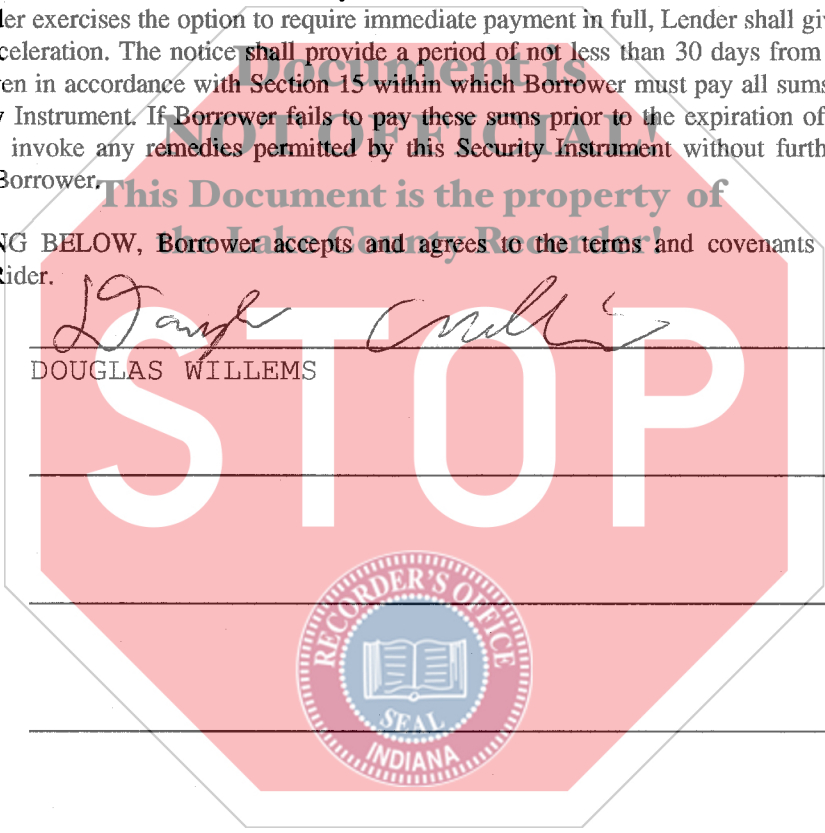 er exercises the option to require immediate payment in full, Lender shall gi
celeration. The notice shall provide a period of not less than 30 days from
en in accordance with Section 15 within which Borrower must pay all sums
Instrument. If Borrower fails to pay these sums prior to the expiration of
invoke any remedies permitted by this Security Instrument without furth
Borrower.
Document is
NOT OFFICIAL!
This Document is the property of
the Lake County Recorder!
NG BELOW, Borrower accepts and agrees to the terms and covenants
Rider.
Douglas Willems
DOUGLAS WILLEMS
STOP
RECORDER'S OFFICE
SEAL
INDIANA